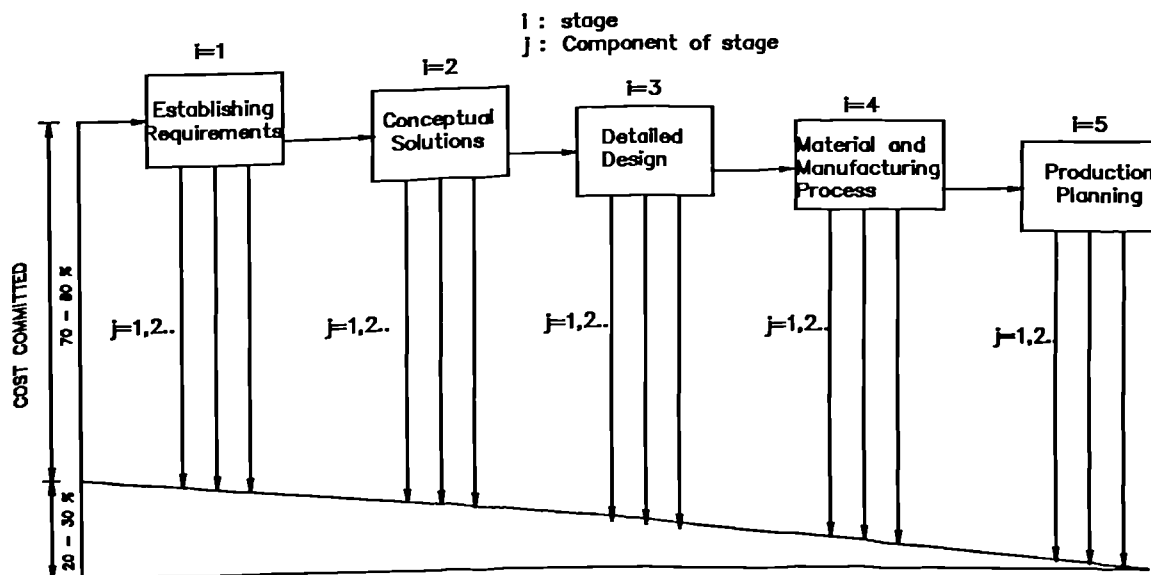 i : stage
j : Component of stage
i=1
i=2
i=3
i=4
i=5
Establishing
Requirements
Conceptual
Solutions
Detailed
Design
Material and
Manufacturing
Process
Production
Planning
COST COMMITTED
70 - 80 %
20 - 30 %
j=1,2..
j=1,2..
j=1,2..
j=1,2..
j=1,2..